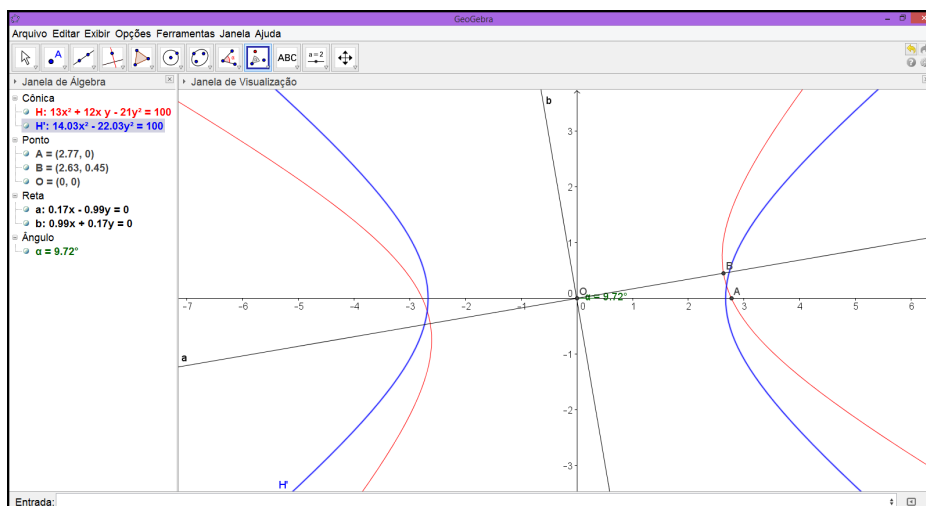 GeoGebra
Arquivo Editar Exibir Opções Ferramentas Janela Ajuda
A
ABC
a = 2
Janela de Álgebra
Janela de Visualização
Cônica
H: 13x² + 12x y - 21y² = 100
H': 14.03x² - 22.03y² = 100
Ponto
A = (2.77, 0)
B = (2.63, 0.45)
O = (0, 0)
Reta
a: 0.17x - 0.99y = 0
b: 0.99x + 0.17y = 0
Ângulo
α = 9.72°
b
3
2
1
B
A
O
0
α = 9.72°
-7 -6 -5 -4 -3 -2 -1 0 1 2 3 4 5 6
a
-1
-2
-3
H'
Entrada: